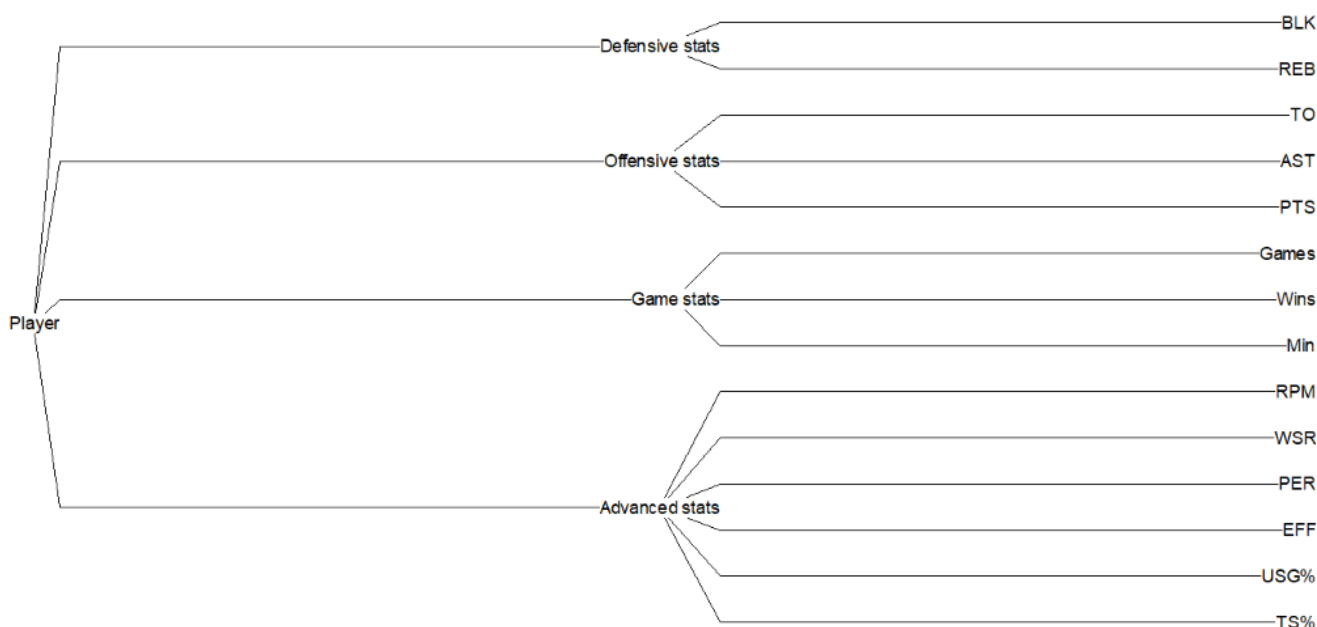 Player
Defensive stats
BLK
REB
Offensive stats
TO
AST
PTS
Game stats
Games
Wins
Min
Advanced stats
RPM
WSR
PER
EFF
USG%
TS%